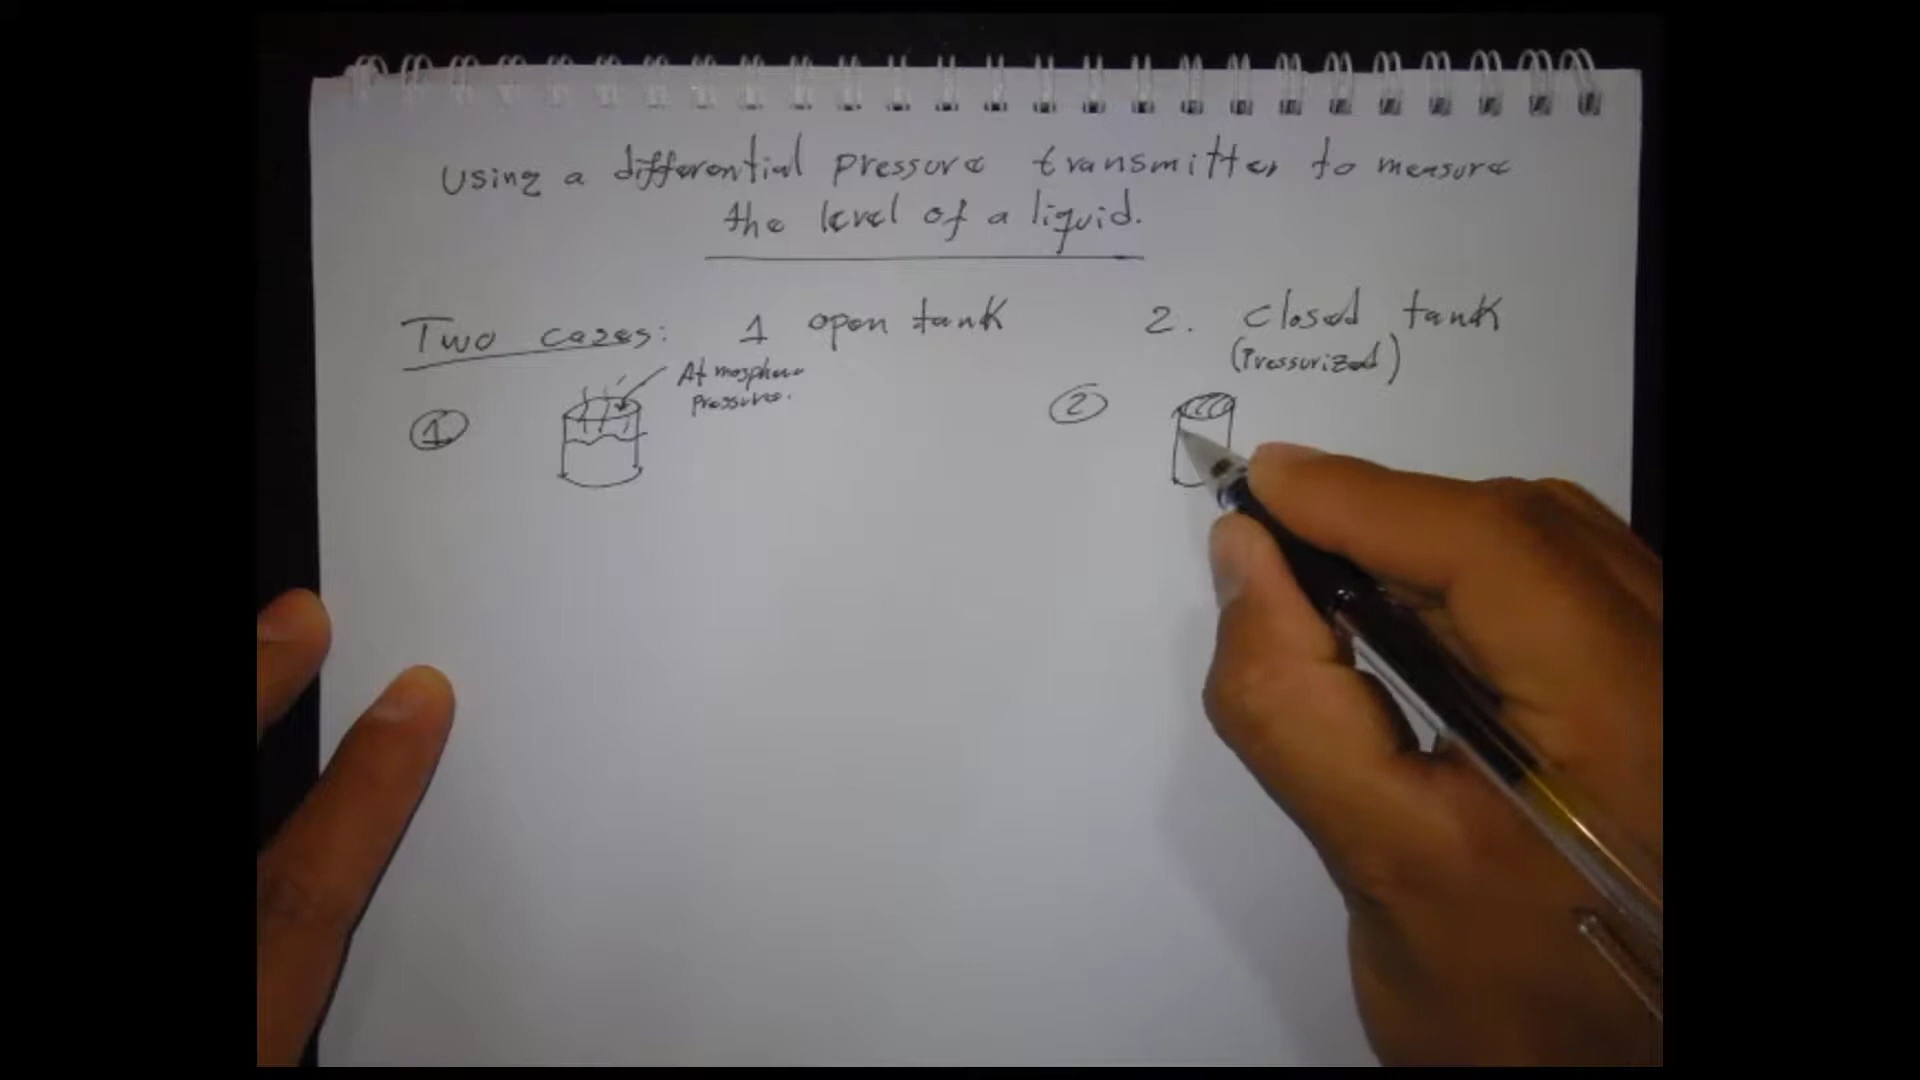 Using a differential pressure transmitter to measure
the level of a liquid.
Two cases: 1 open tank 2. closed tank
(Pressurized)
Atmosphere
Pressure.
1
2